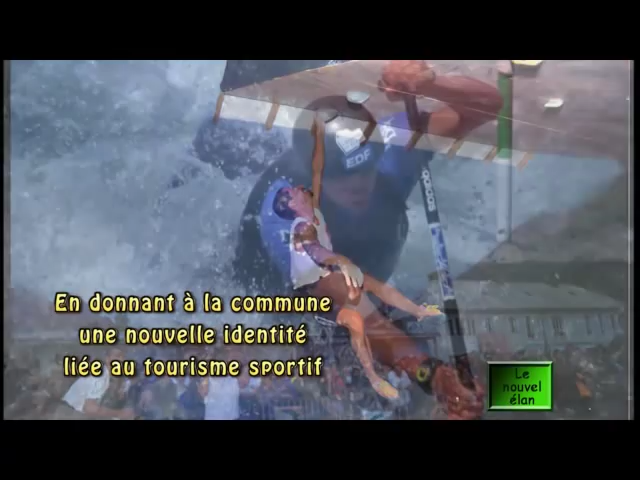 EDF
En donnant à la commune
une nouvelle identité
liée au tourisme sportif
Le
nouvel
élan